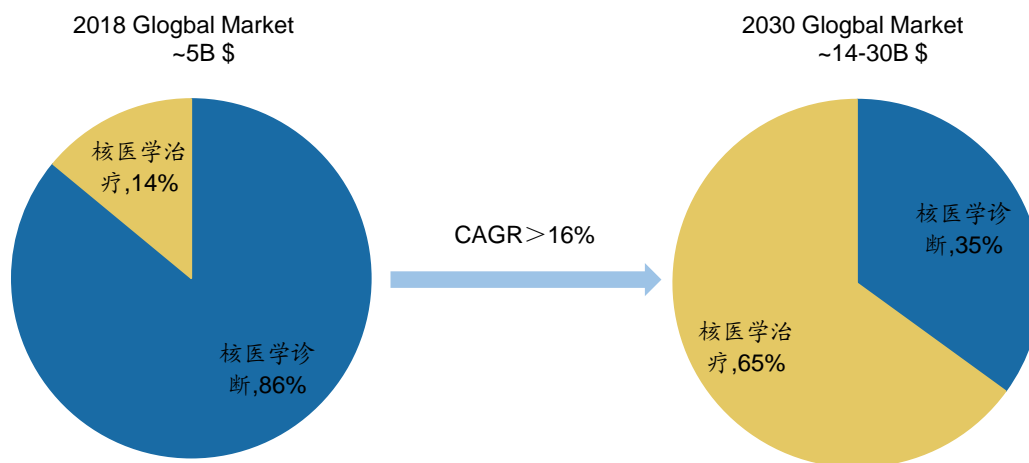 2018 Glogbal Market
~5B $
核医学治
疗,14%
核医学诊
断,86%
CAGR＞16%
2030 Glogbal Market
~14-30B $
核医学诊
断,35%
核医学治
疗,65%